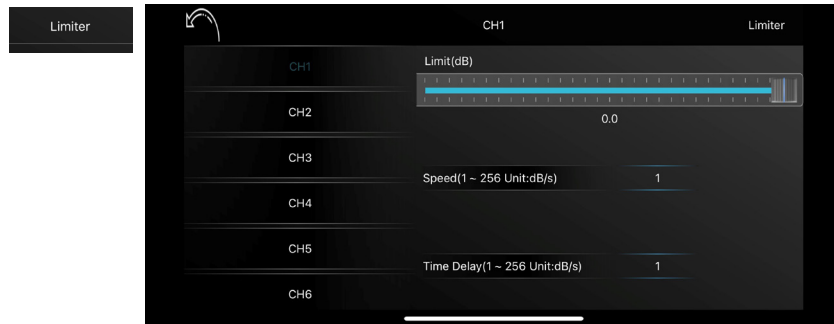 Limiter
CH1
Limiter
CH1
CH2
CH3
CH4
CH5
CH6
Limit(dB)
0.0
Speed(1 ~ 256 Unit:dB/s)
1
Time Delay(1 ~ 256 Unit:dB/s)
1